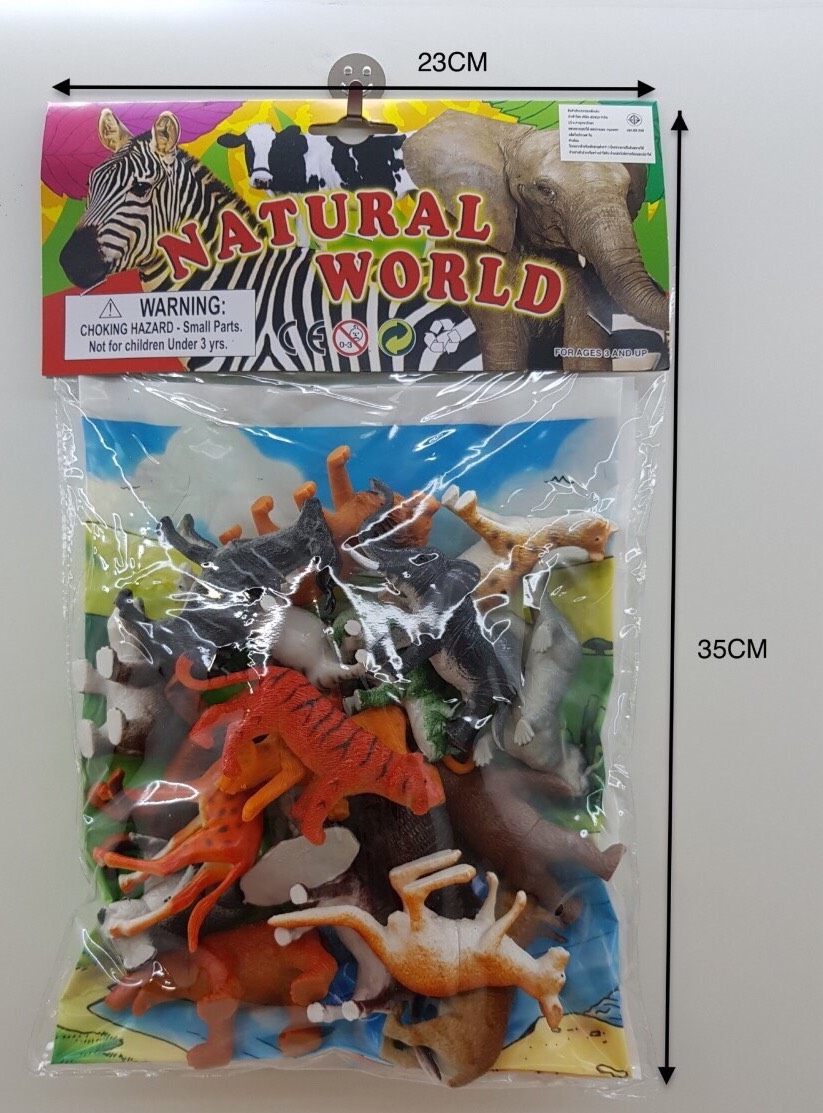 23CM
NATURAL
WORLD
WARNING:
CHOKING HAZARD - Small Parts.
Not for children Under 3 yrs.
CE
0-3
FOR AGES 3 AND UP
35CM